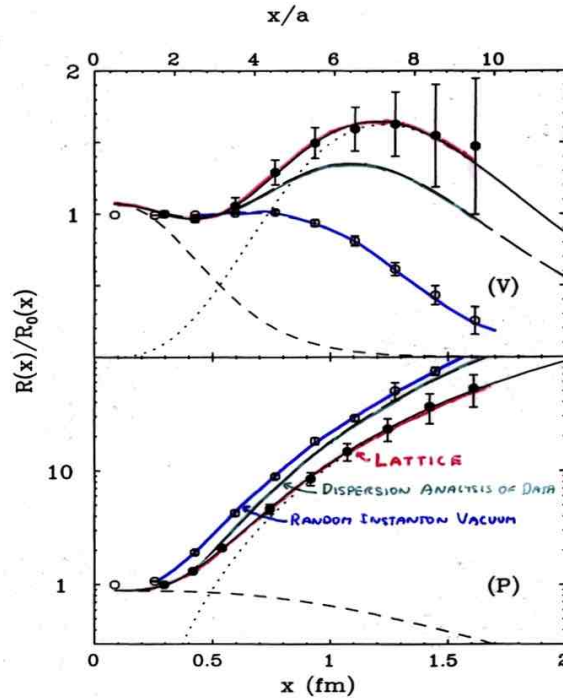 x/a
0 2 4 6 8 10
2
1
(V)
R(x)/R₀(x)
10
LATTICE
DISPERSION ANALYSIS OF DATA
RANDOM INSTANTON VACUUM
1
(P)
0 0.5 1 1.5 2
x (fm)